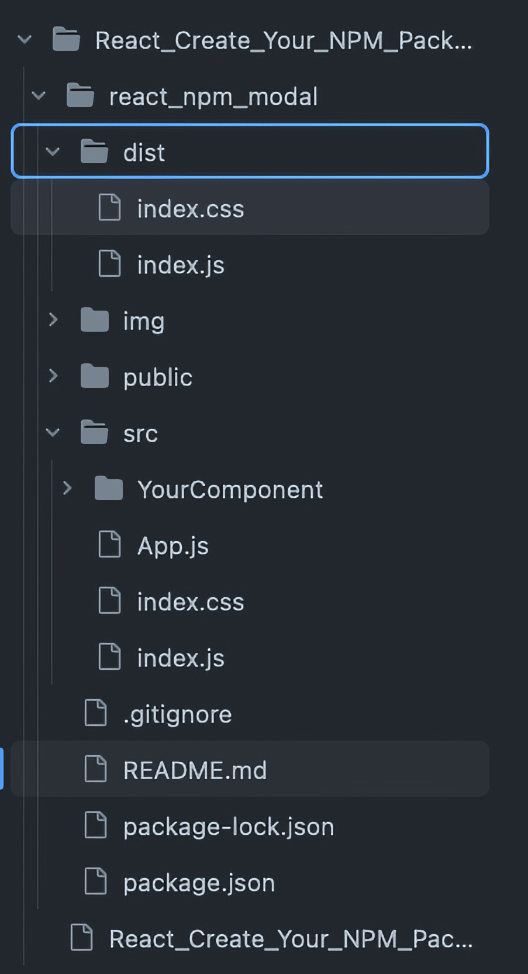 React_Create_Your_NPM_Pack...
react_npm_modal
dist
index.css
index.js
img
public
src
YourComponent
App.js
index.css
index.js
.gitignore
README.md
package-lock.json
package.json
React_Create_Your_NPM_Pac...